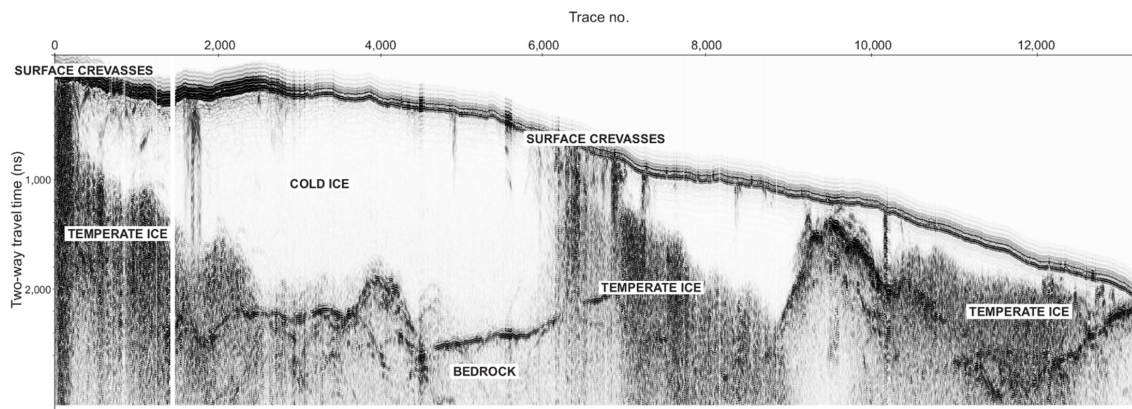 Trace no.
0 2,000 4,000 6,000 8,000 10,000 12,000
SURFACE CREVASSES
SURFACE CREVASSES
1,000
COLD ICE
TEMPERATE ICE
Two-way travel time (ns)
2,000
TEMPERATE ICE
TEMPERATE ICE
BEDROCK